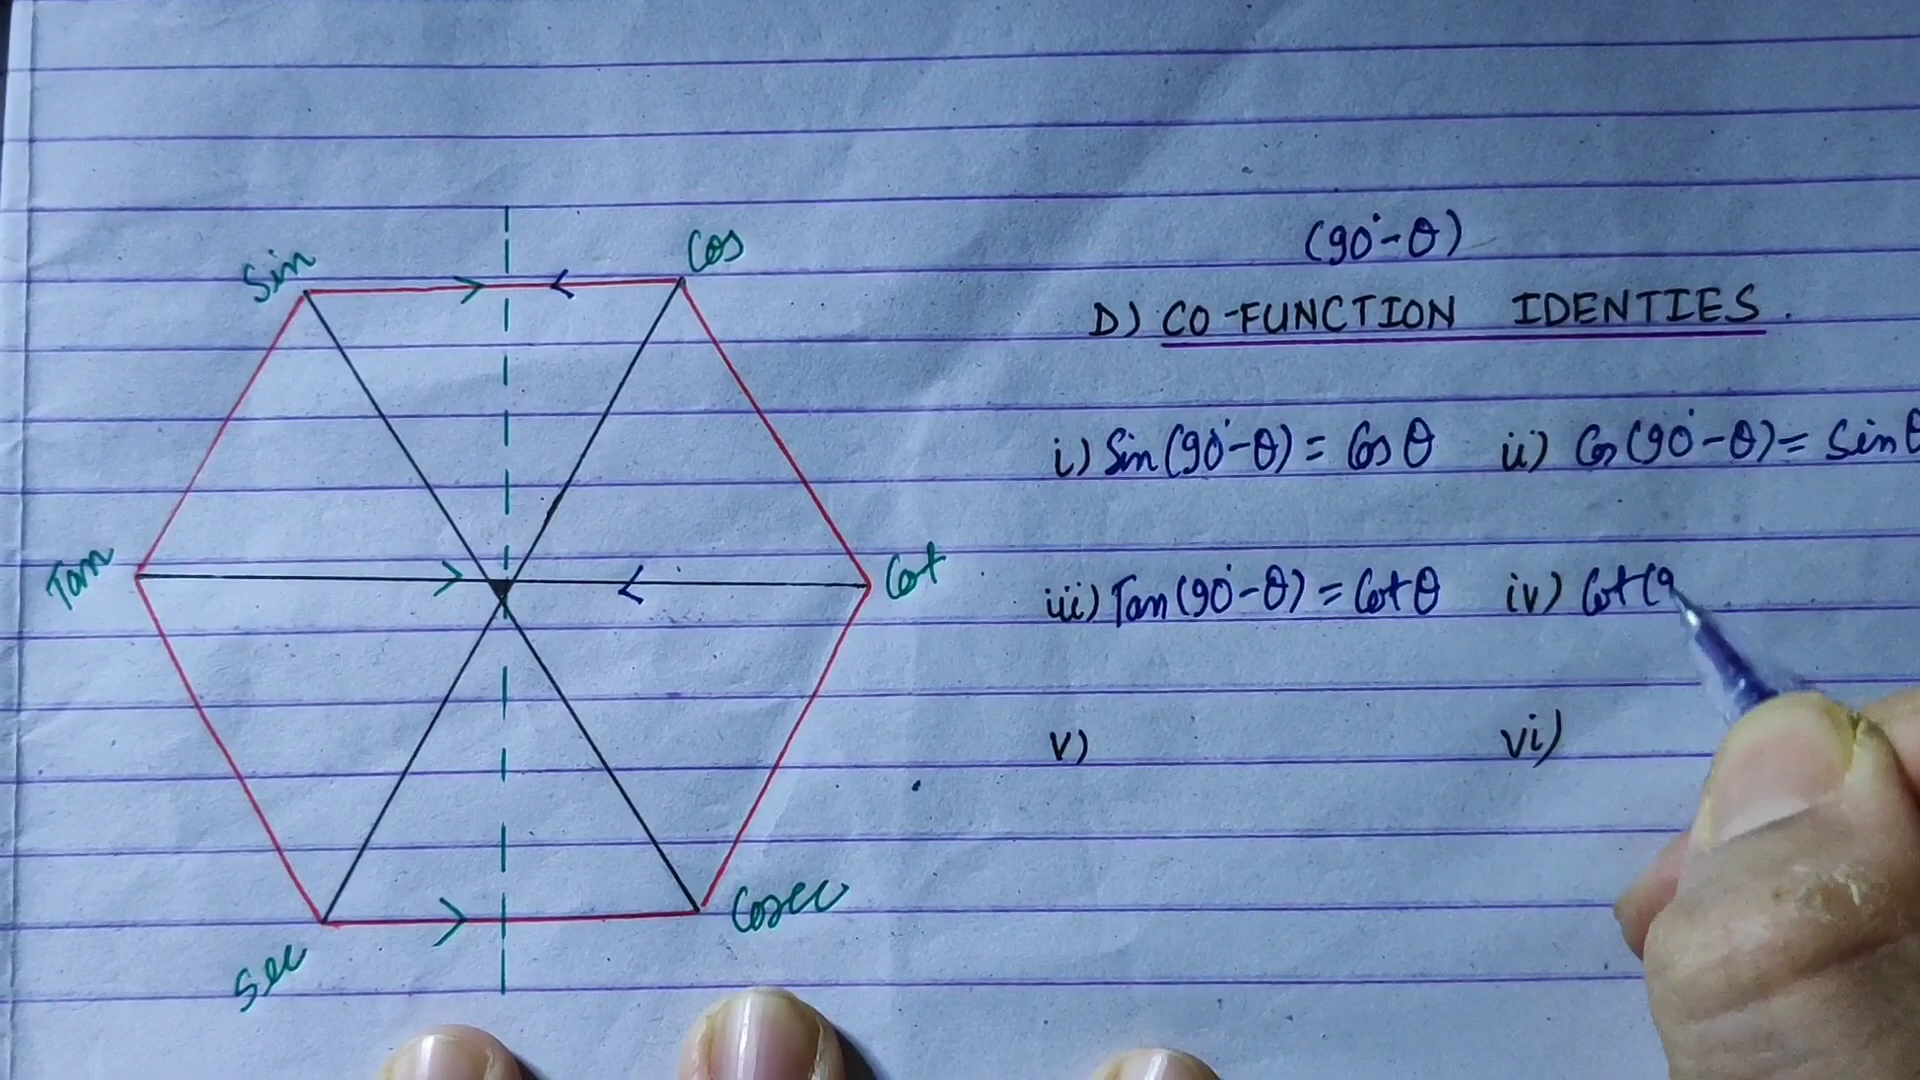 (90°-θ)
Sin
Cos
D) CO-FUNCTION IDENTIES.
i) Sin(90°-θ) = Cos θ ii) Cos(90°-θ) = Sin θ
Tan
Cot
iii) Tan(90°-θ) = Cot θ iv) Cot (9
v) vi)
Cosec
Sec